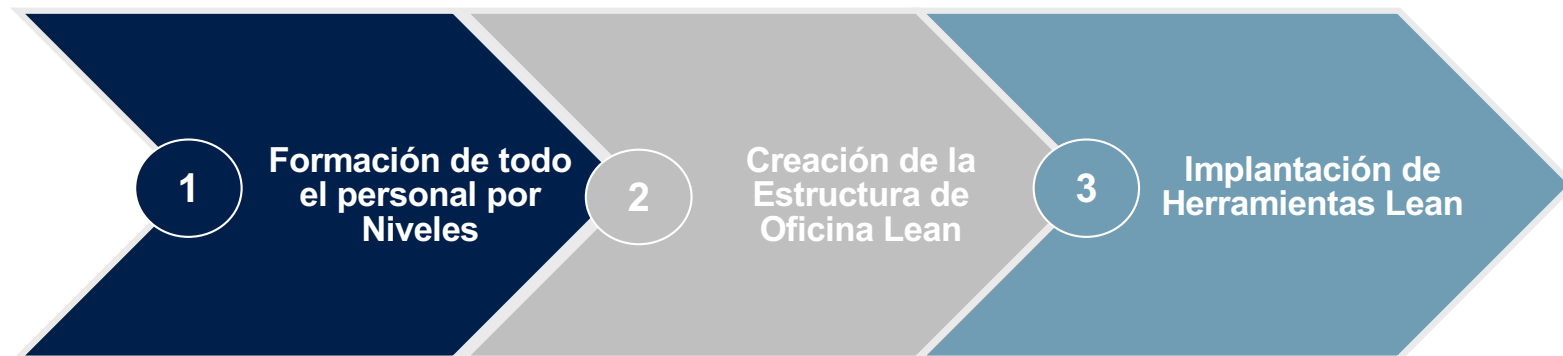 1
Formación de todo
el personal por
Niveles
2
Creación de la
Estructura de
Oficina Lean
3
Implantación de
Herramientas Lean